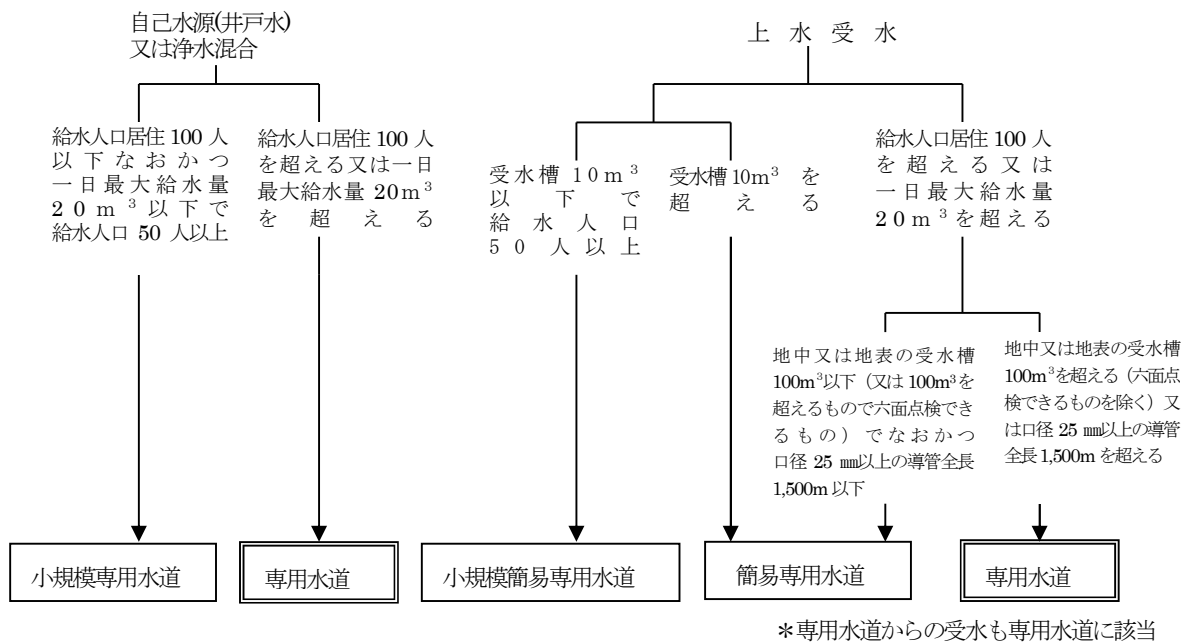 自己水源(井戸水)
又は浄水混合
上水受水
給水人口居住 100 人
以下なおかつ
一日最大給水量
20m³以下で
給水人口 50 人以上
給水人口居住 100 人
を超える又は一日
最大給水量 20m³
を超える
受水槽 10m³
以下で
給水人口
50人以上
受水槽 10m³ を
超える
給水人口居住 100 人
を超える又は
一日最大給水量
20m³を超える
地中又は地表の受水槽
100m³以下（又は 100m³を
超えるもので六面点検でき
るもの）でなおかつ
口径 25 ㎜以上の導管全長
1,500m 以下
地中又は地表の受水槽
100m³を超える（六面点
検できるものを除く）又
は口径 25 ㎜以上の導管
全長 1,500m を超える
小規模専用水道
専用水道
小規模簡易専用水道
簡易専用水道
専用水道
＊専用水道からの受水も専用水道に該当